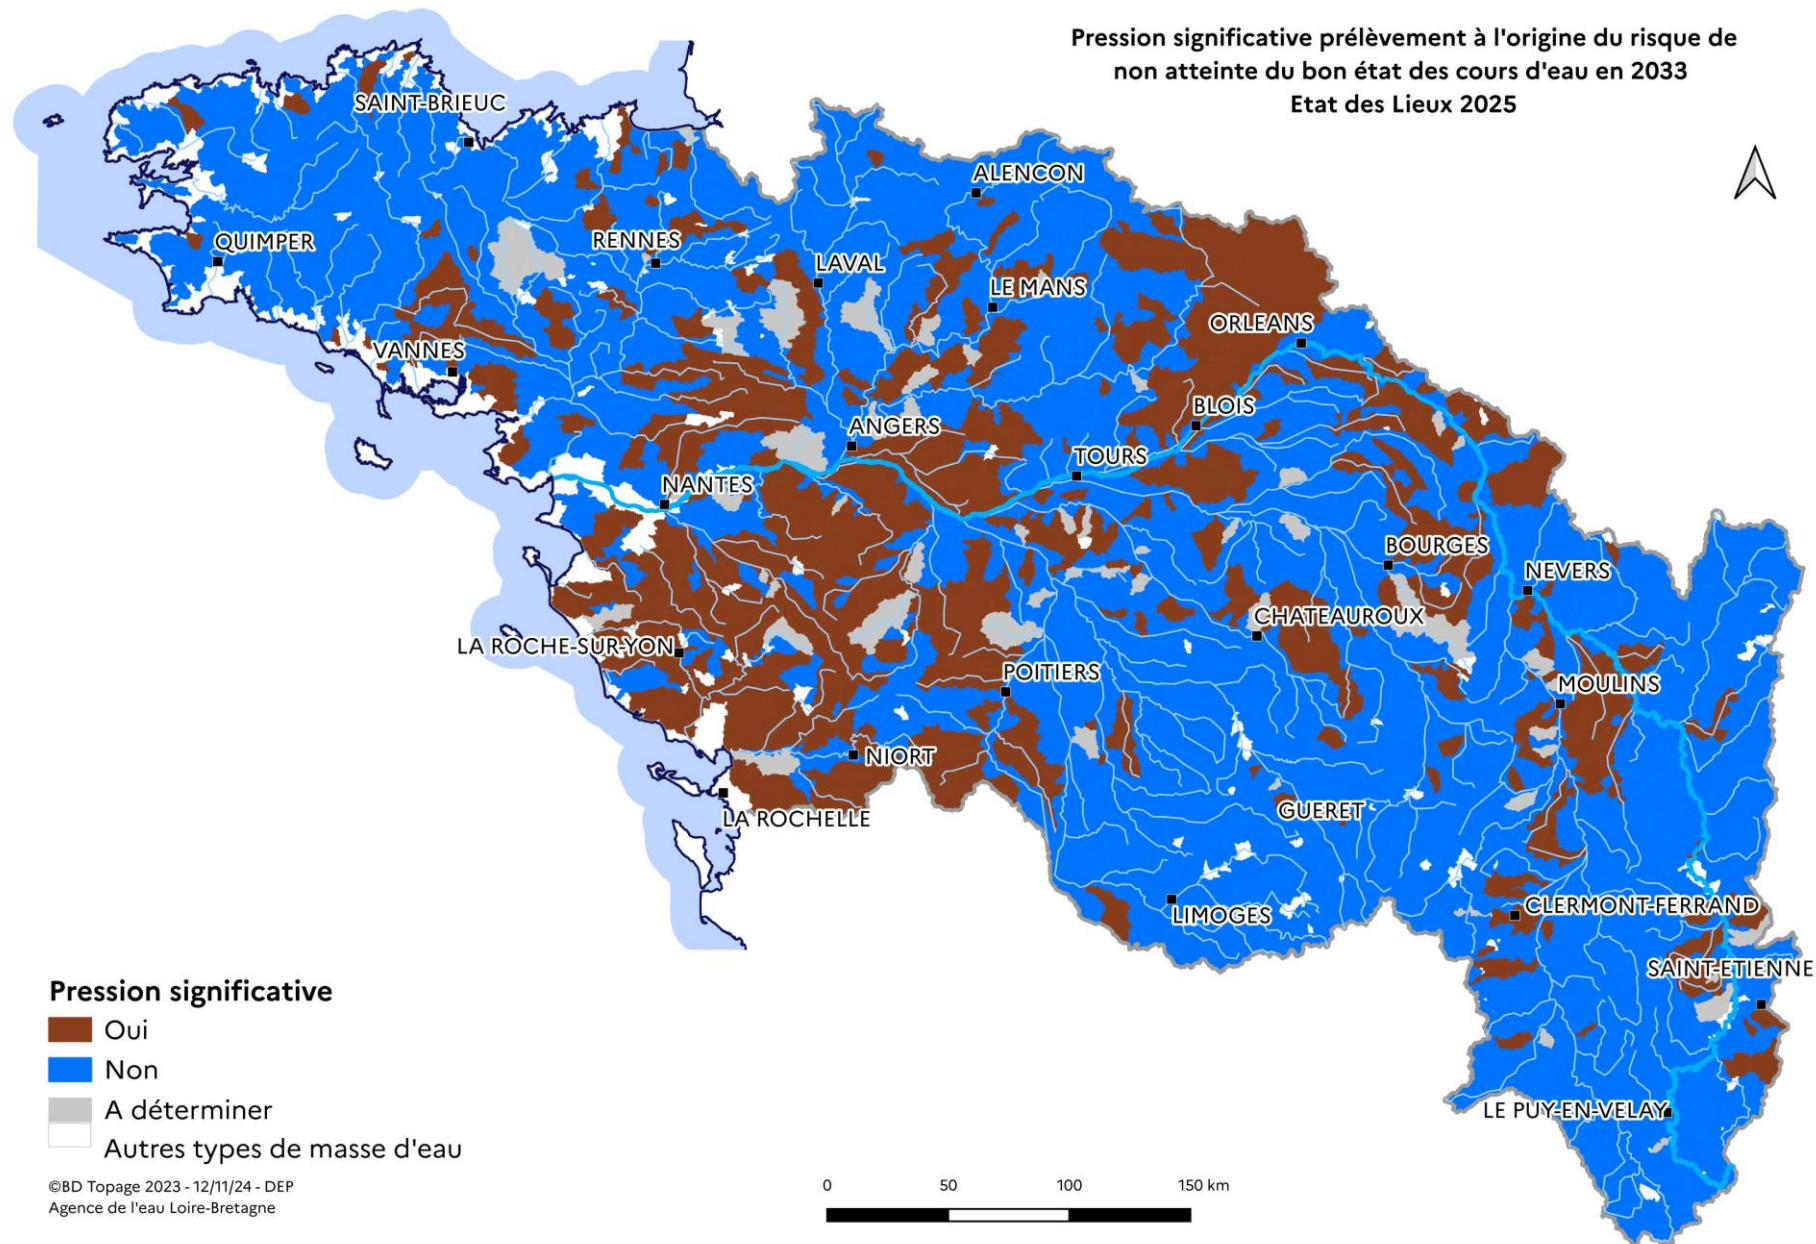 Pression significative prélèvement à l'origine du risque de
non atteinte du bon état des cours d'eau en 2033
Etat des Lieux 2025
SAINT-BRIEUC
ALENCON
QUIMPER
RENNES
LAVAL
LE MANS
ORLEANS
VANNES
BLOIS
ANGERS
TOURS
NANTES
BOURGES
NEVERS
CHATEAUROUX
LA ROCHE-SUR-YON
POITIERS
MOULINS
NIORT
LA ROCHELLE
GUERET
LIMOGES
CLERMONT-FERRAND
SAINT-ETIENNE
LE PUY-EN-VELAY
Pression significative
Oui
Non
A déterminer
Autres types de masse d'eau
©BD Topage 2023 - 12/11/24 - DEP
Agence de l'eau Loire-Bretagne
0 50 100 150 km